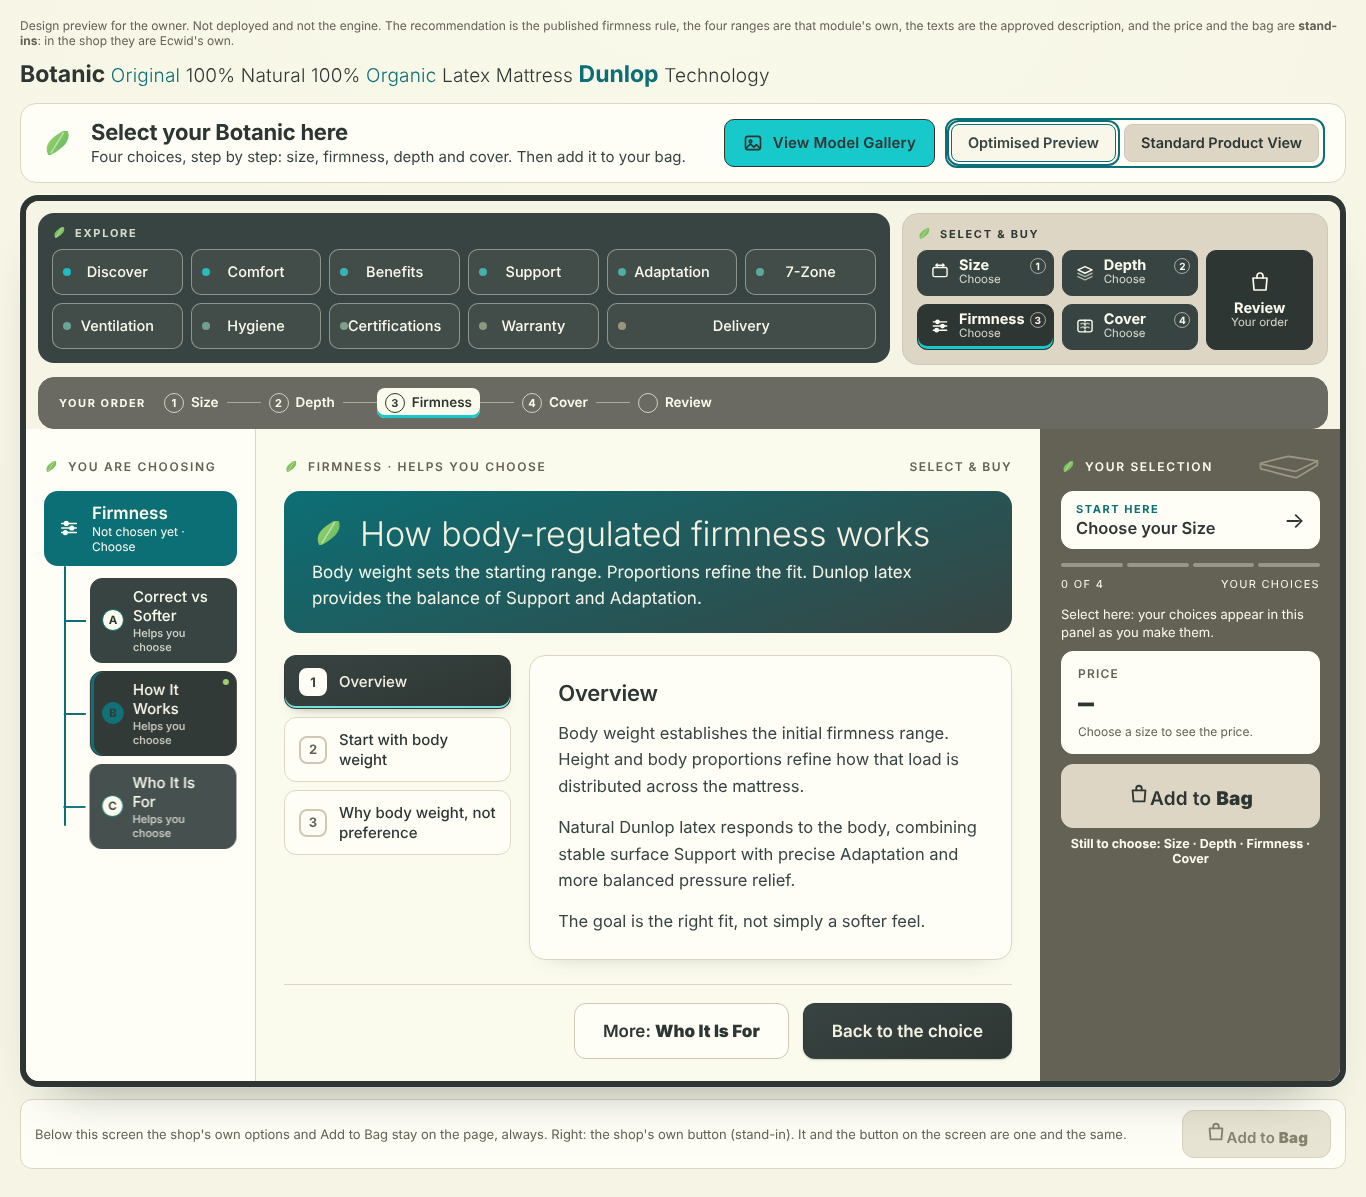 Design preview for the owner. Not deployed and not the engine. The recommendation is the published firmness rule, the four ranges are that module's own, the texts are the approved description, and the price and the bag are stand-
ins: in the shop they are Ecwid's own.
Botanic Original 100% Natural 100% Organic Latex Mattress Dunlop Technology
Select your Botanic here
Four choices, step by step: size, firmness, depth and cover. Then add it to your bag.
View Model Gallery
Optimised Preview
Standard Product View
EXPLORE
Discover
Comfort
Benefits
Support
Adaptation
7-Zone
Ventilation
Hygiene
Certifications
Warranty
Delivery
SELECT & BUY
Size
Choose
1
Depth
Choose
2
Firmness
Choose
3
Cover
Choose
4
Review
Your order
YOUR ORDER
1 Size
2 Depth
3 Firmness
4 Cover
Review
YOU ARE CHOOSING
Firmness
Not chosen yet ·
Choose
A
Correct vs
Softer
Helps you
choose
B
How It
Works
Helps you
choose
C
Who It Is
For
Helps you
choose
FIRMNESS · HELPS YOU CHOOSE
SELECT & BUY
How body-regulated firmness works
Body weight sets the starting range. Proportions refine the fit. Dunlop latex
provides the balance of Support and Adaptation.
1 Overview
2 Start with body
weight
3 Why body weight, not
preference
Overview
Body weight establishes the initial firmness range.
Height and body proportions refine how that load is
distributed across the mattress.
Natural Dunlop latex responds to the body, combining
stable surface Support with precise Adaptation and
more balanced pressure relief.
The goal is the right fit, not simply a softer feel.
More: Who It Is For
Back to the choice
YOUR SELECTION
START HERE
Choose your Size
0 OF 4
YOUR CHOICES
Select here: your choices appear in this
panel as you make them.
PRICE
–
Choose a size to see the price.
Add to Bag
Still to choose: Size · Depth · Firmness ·
Cover
Below this screen the shop's own options and Add to Bag stay on the page, always. Right: the shop's own button (stand-in). It and the button on the screen are one and the same.
Add to Bag